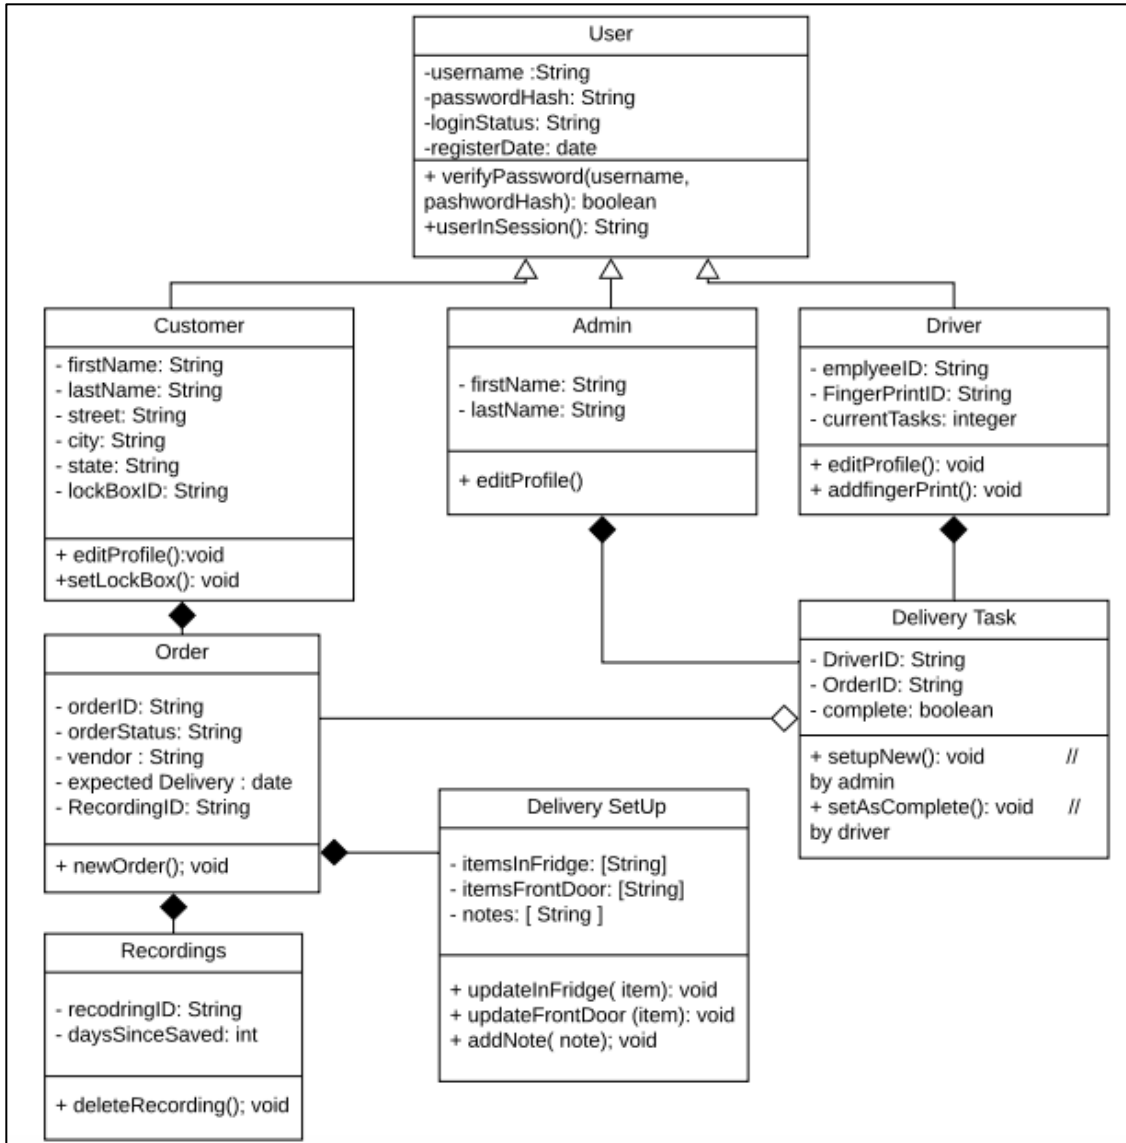 User
-username :String
-passwordHash: String
-loginStatus: String
-registerDate: date
+ verifyPassword(username,
pashwordHash): boolean
+userInSession(): String
Customer
- firstName: String
- lastName: String
- street: String
- city: String
- state: String
- lockBoxID: String
+ editProfile():void
+setLockBox(): void
Admin
- firstName: String
- lastName: String
+ editProfile()
Driver
- emplyeeID: String
- FingerPrintID: String
- currentTasks: integer
+ editProfile(): void
+ addfingerPrint(): void
Order
- orderID: String
- orderStatus: String
- vendor : String
- expected Delivery : date
- RecordingID: String
+ newOrder(); void
Delivery Task
- DriverID: String
- OrderID: String
- complete: boolean
+ setupNew(): void //
by admin
+ setAsComplete(): void //
by driver
Delivery SetUp
- itemsInFridge: [String]
- itemsFrontDoor: [String]
- notes: [ String ]
+ updateInFridge( item): void
+ updateFrontDoor (item): void
+ addNote( note); void
Recordings
- recodringID: String
- daysSinceSaved: int
+ deleteRecording(); void